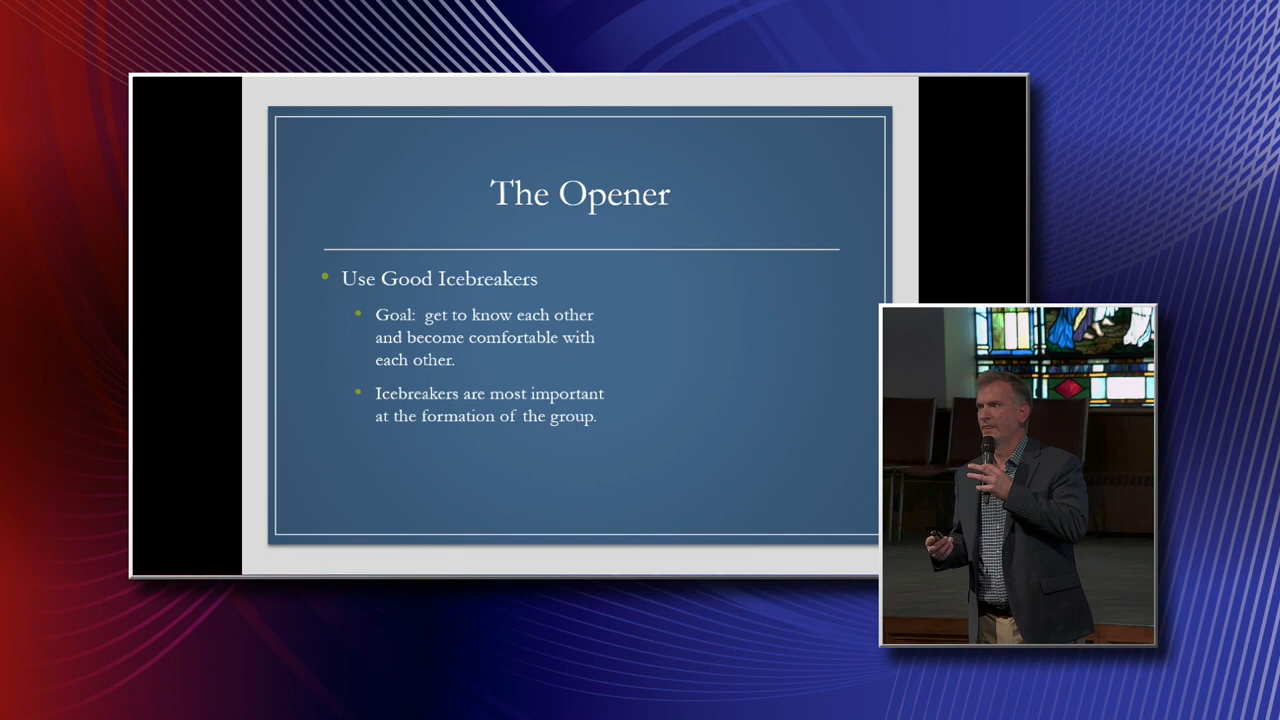 The Opener
Use Good Icebreakers
Goal: get to know each other
and become comfortable with
each other.
Icebreakers are most important
at the formation of the group.